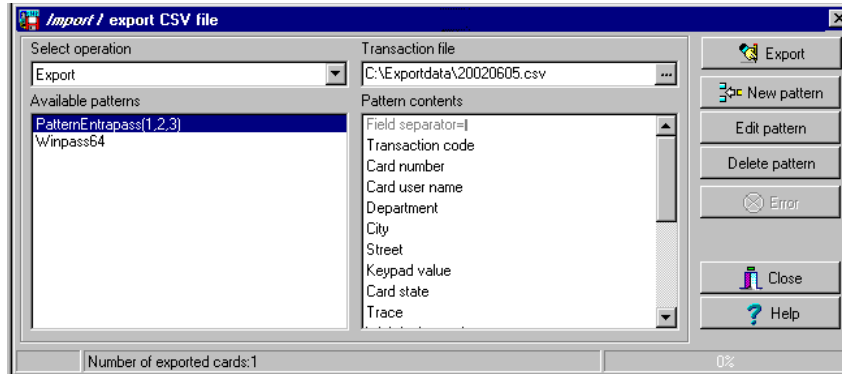 Import / export CSV file
Select operation
Transaction file
Export
C:\Exportdata\20020605.csv
...
Available patterns
Pattern contents
PatternEntrapass(1,2,3)
Winpass64
Field separator=|
Transaction code
Card number
Card user name
Department
City
Street
Keypad value
Card state
Trace
Export
New pattern
Edit pattern
Delete pattern
Error
Close
Help
Number of exported cards:1
0%